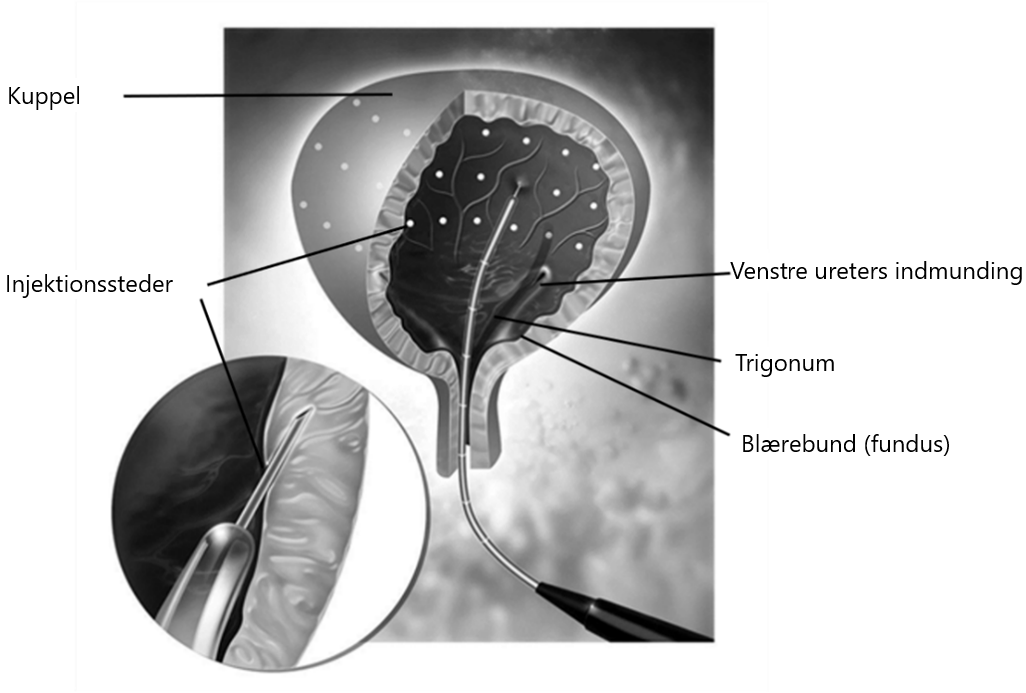 Kuppel
Injektionssteder
Venstre ureters indmunding
Trigonum
Blærebund (fundus)